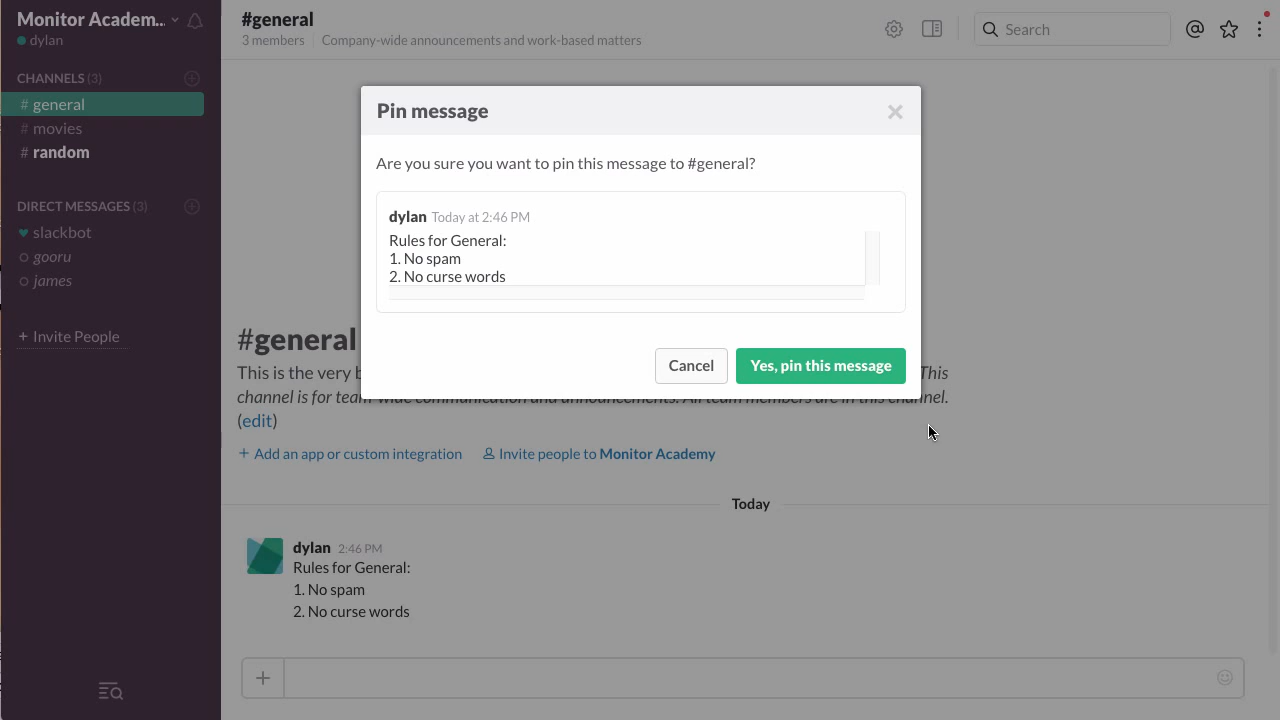 Monitor Academ..
dylan
CHANNELS (3)
# general
# movies
# random
DIRECT MESSAGES (3)
slackbot
gooru
james
+ Invite People
#general
3 members
Company-wide announcements and work-based matters
Search
Pin message
Are you sure you want to pin this message to #general?
dylan Today at 2:46 PM
Rules for General:
1. No spam
2. No curse words
Cancel
Yes, pin this message
#general
This is the very This
channel is for team-wide communication and announcements. All team members are in this channel.
(edit)
+ Add an app or custom integration
Invite people to Monitor Academy
Today
dylan 2:46 PM
Rules for General:
1. No spam
2. No curse words